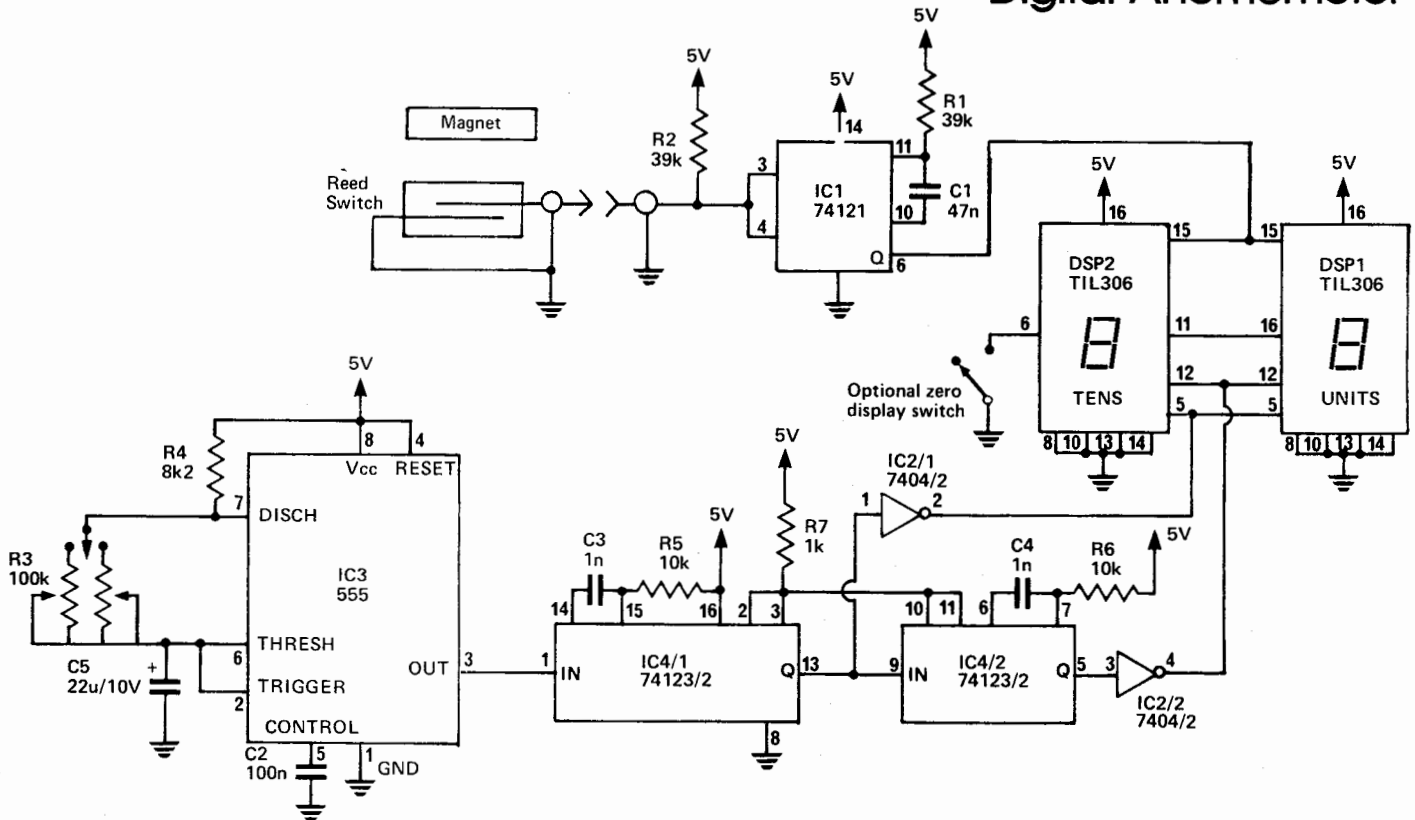 5V
5V
5V
Magnet
R1
39k
R2
39k
14
11
3
IC1
74121
C1
47n
Reed
Switch
10
4
Q
6
5V
5V
16
16
15
15
DSP2
TIL306
DSP1
TIL306
6
11
16
12
12
TENS
UNITS
5
5
8
10
13
14
8
10
13
14
Optional zero
display switch
5V
R4
8k2
8
4
Vcc
RESET
7
DISCH
R3
100k
IC3
555
THRESH
6
TRIGGER
2
OUT
3
C5
22u/10V
+
CONTROL
5
1
C2
100n
GND
C3
1n
R5
10k
5V
5V
R7
1k
14
15
16
2
3
1
IN
IC4/1
74123/2
Q
13
8
IC2/1
7404/2
1
2
C4
1n
R6
10k
5V
10
11
6
7
9
IN
IC4/2
74123/2
Q
5
3
4
IC2/2
7404/2